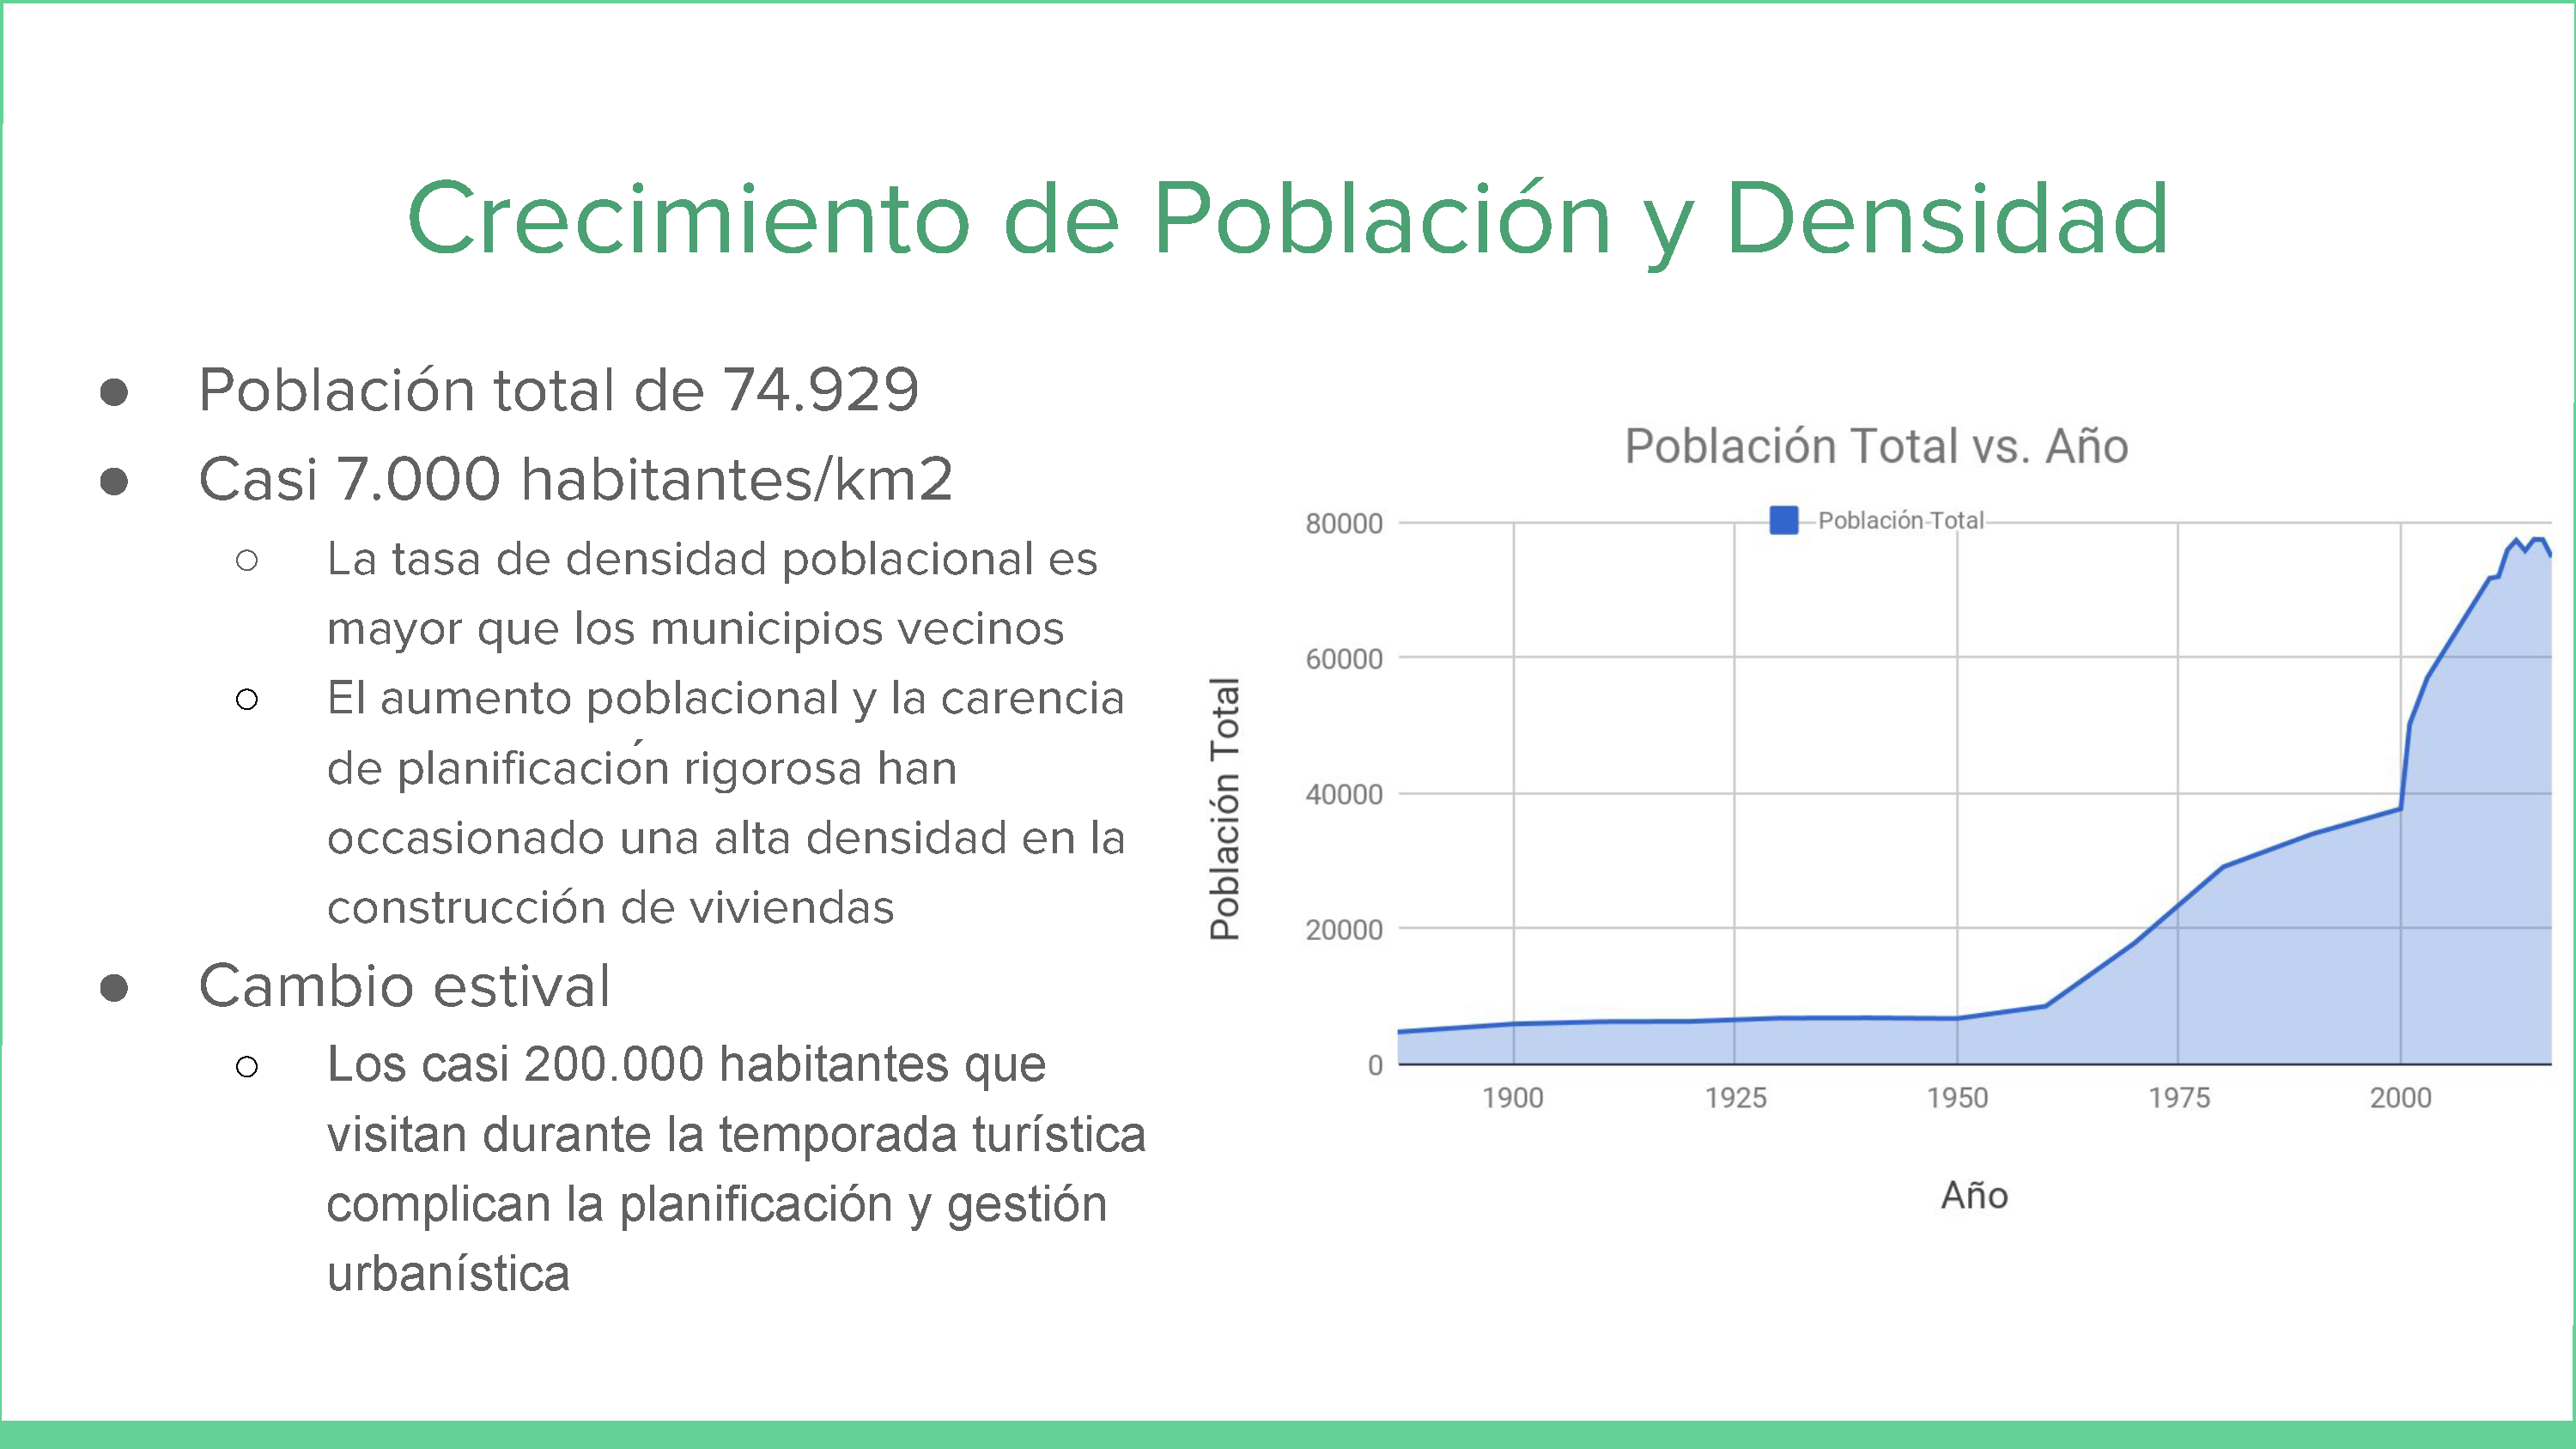 Crecimiento de Población y Densidad
● Población total de 74.929
● Casi 7.000 habitantes/km2
○ La tasa de densidad poblacional es
mayor que los municipios vecinos
○ El aumento poblacional y la carencia
de planificación rigorosa han
occasionado una alta densidad en la
construcción de viviendas
● Cambio estival
○ Los casi 200.000 habitantes que
visitan durante la temporada turística
complican la planificación y gestión
urbanística
Población Total vs. Año
Población Total
80000
60000
40000
20000
0
Población Total
1900 1925 1950 1975 2000
Año